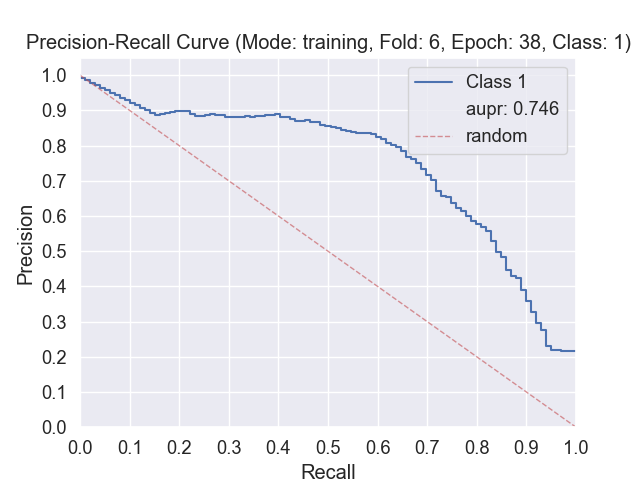 Precision-Recall Curve (Mode: training, Fold: 6, Epoch: 38, Class: 1)
1.0
0.9
0.8
0.7
0.6
0.5
0.4
0.3
0.2
0.1
0.0
Precision
Class 1
aupr: 0.746
random
0.0 0.1 0.2 0.3 0.4 0.5 0.6 0.7 0.8 0.9 1.0
Recall